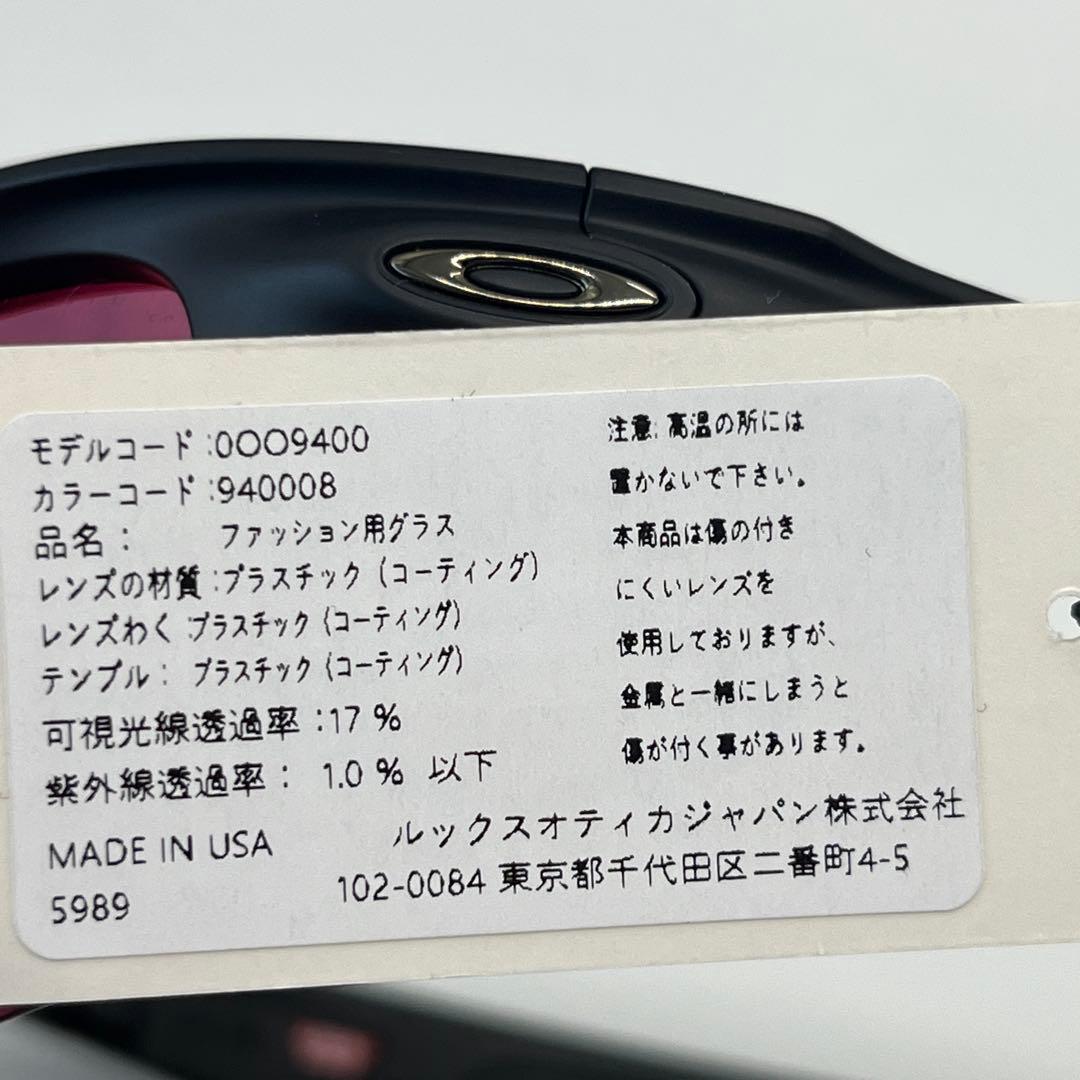 モデルコード:0OO9400
カラーコード:940008
品名: ファッション用グラス
レンズの材質:プラスチック (コーティング)
レンズわく:プラスチック (コーティング)
テンプル: プラスチック (コーティング)
可視光線透過率:17 %
紫外線透過率: 1.0 % 以下
MADE IN USA
5989
注意:高温の所には
置かないで下さい。
本商品は傷の付き
にくいレンズを
使用しておりますが、
金属と一緒にしまうと
傷が付く事があります。
ルックスオティカジャパン株式会社
102-0084 東京都千代田区二番町4-5